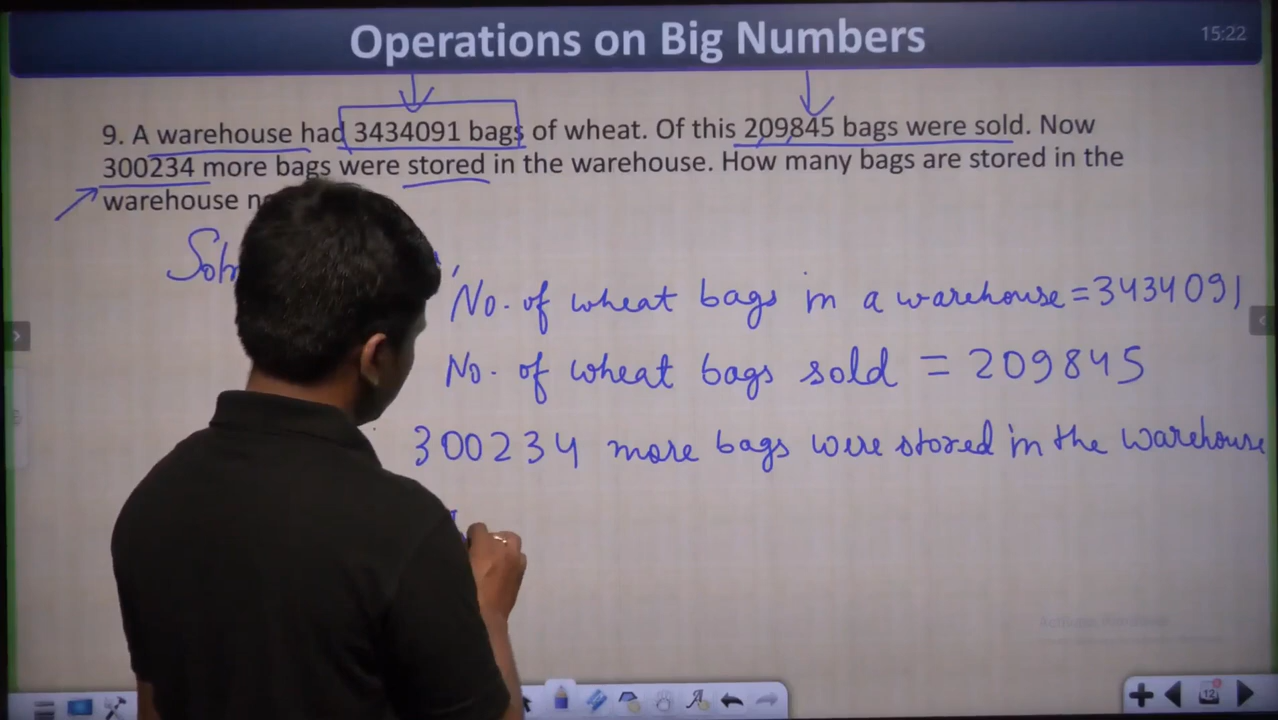 Operations on Big Numbers
15:22
9. A warehouse had 3434091 bags of wheat. Of this 209845 bags were sold. Now
300234 more bags were stored in the warehouse. How many bags are stored in the
warehouse
No. of wheat bags in a warehouse = 3434091
No. of wheat bags sold = 209845
300234 more bags were stored in the warehouse
12